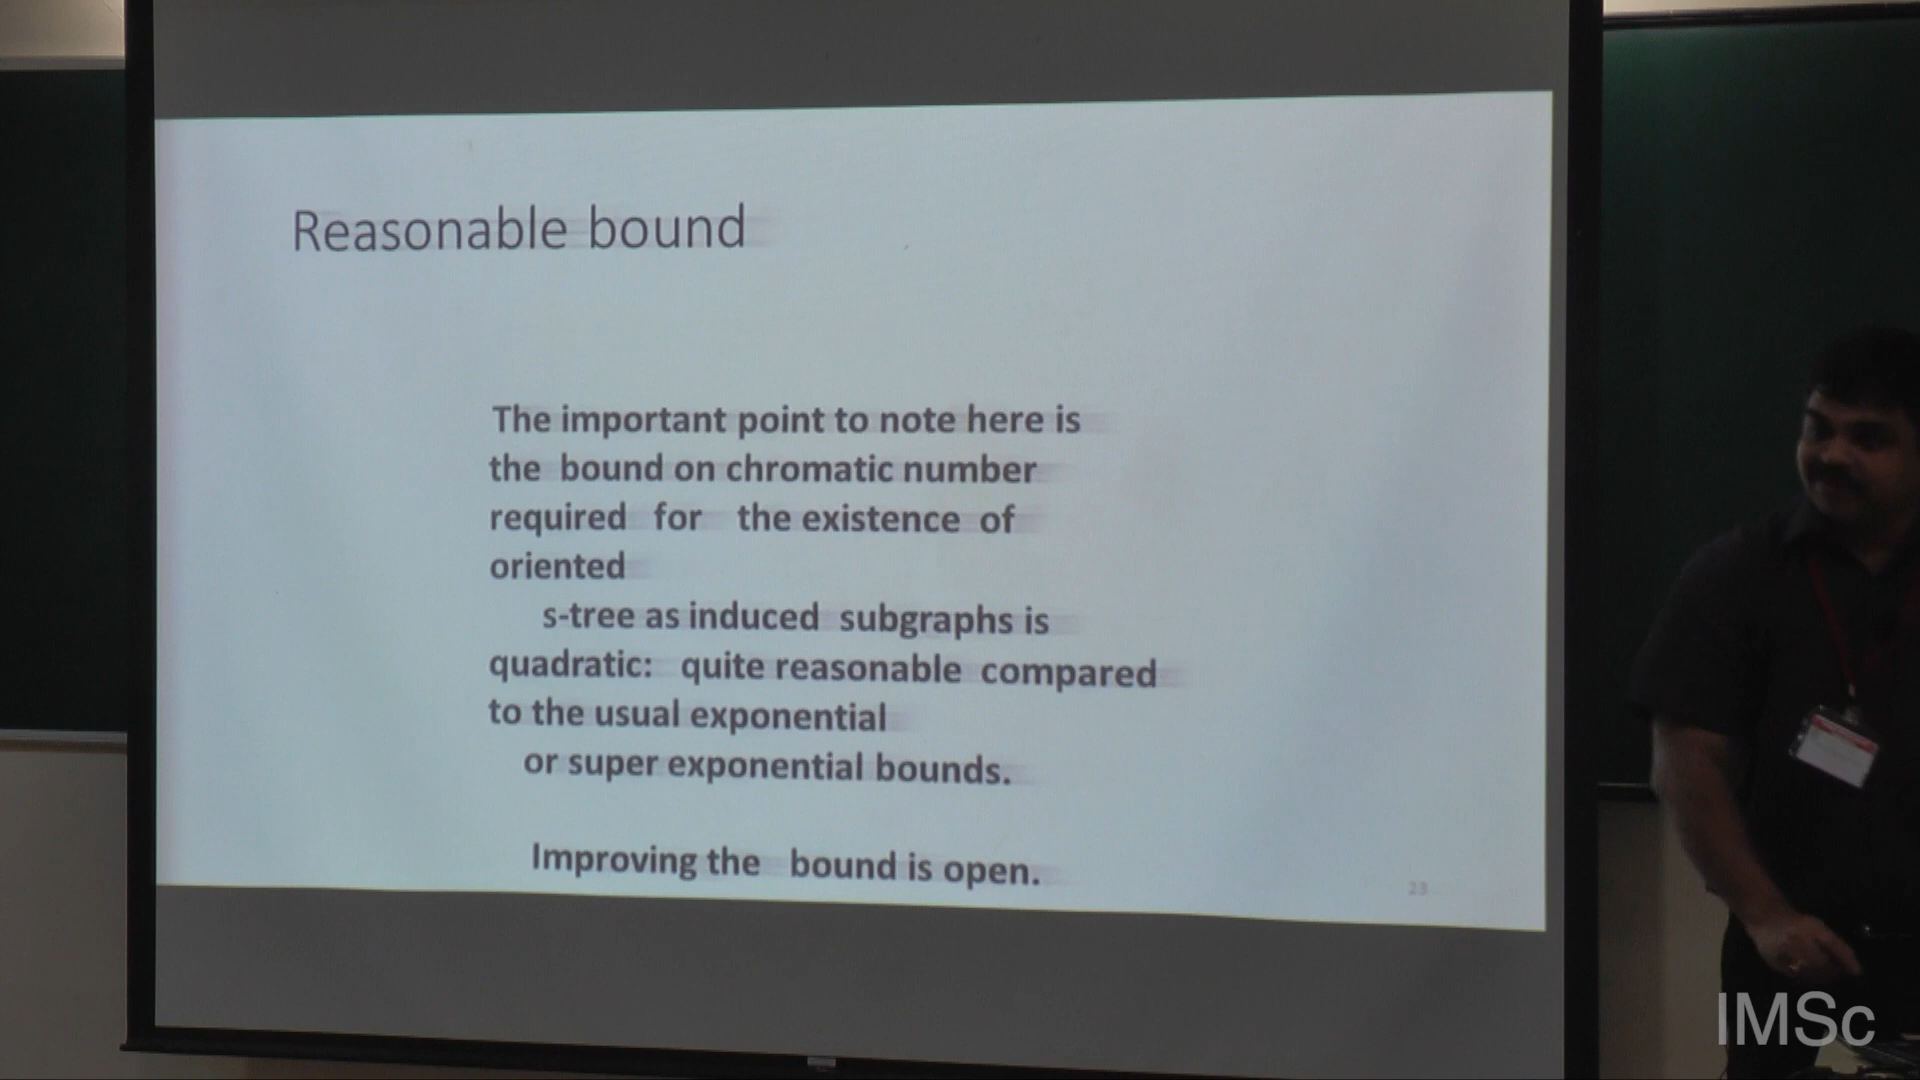 Reasonable bound
The important point to note here is
the bound on chromatic number
required for the existence of
oriented
s-tree as induced subgraphs is
quadratic: quite reasonable compared
to the usual exponential
or super exponential bounds.
Improving the bound is open.
23
IMSc